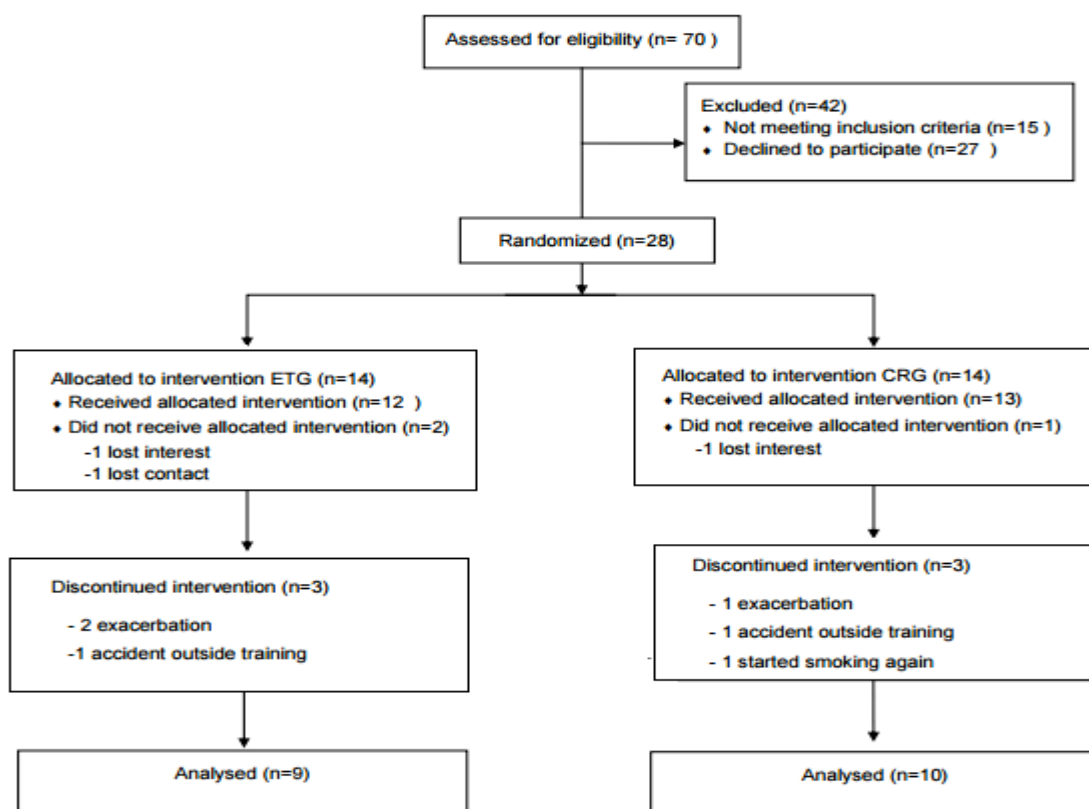 Assessed for eligibility (n= 70 )
Excluded (n=42)
⬥ Not meeting inclusion criteria (n=15 )
⬥ Declined to participate (n=27 )
Randomized (n=28)
Allocated to intervention ETG (n=14)
⬥ Received allocated intervention (n=12 )
⬥ Did not receive allocated intervention (n=2)
-1 lost interest
-1 lost contact
Allocated to intervention CRG (n=14)
⬥ Received allocated intervention (n=13)
⬥ Did not receive allocated intervention (n=1)
-1 lost interest
Discontinued intervention (n=3)
- 2 exacerbation
-1 accident outside training
Discontinued intervention (n=3)
- 1 exacerbation
- 1 accident outside training
- 1 started smoking again
Analysed (n=9)
Analysed (n=10)